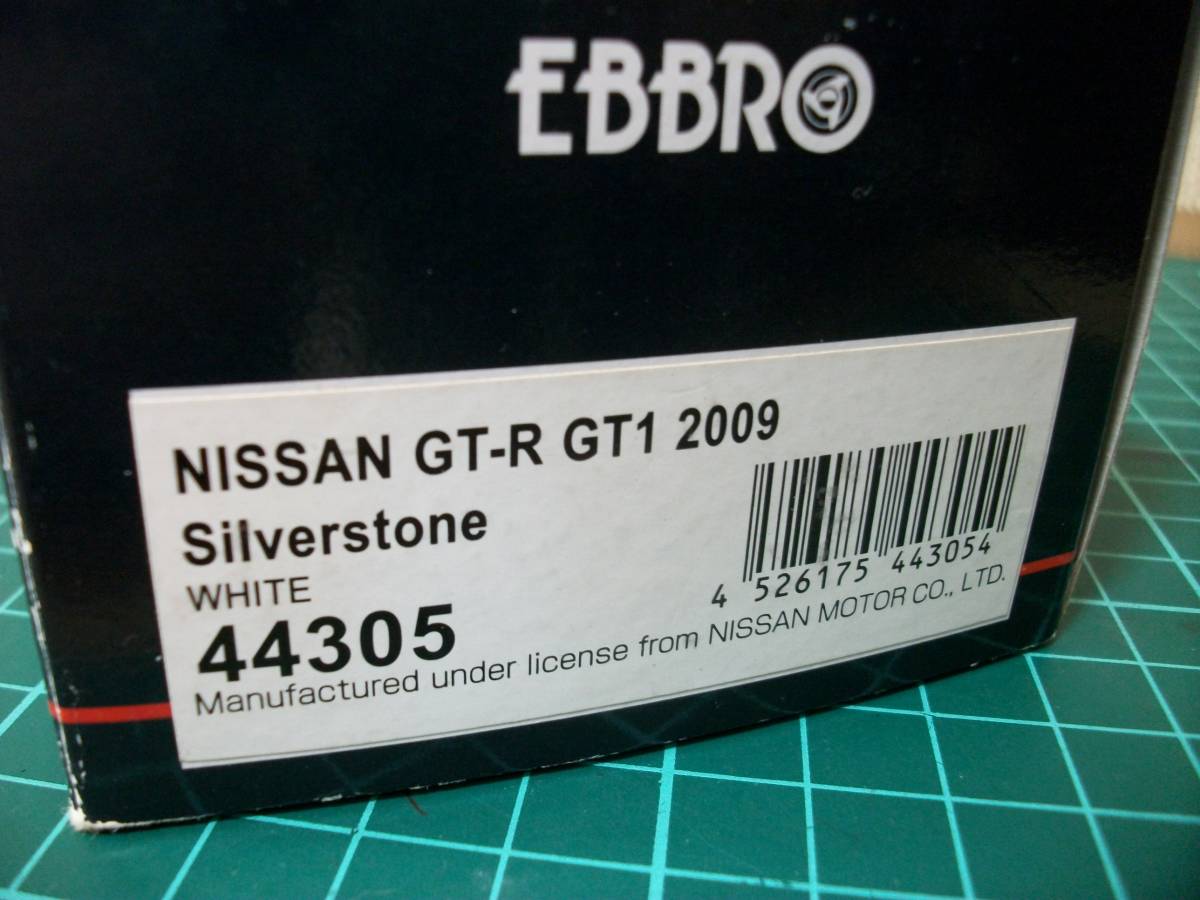 EBBRO
NISSAN GT-R GT1 2009
Silverstone
WHITE
44305
4 526175 443054
Manufactured under license from NISSAN MOTOR CO., LTD.